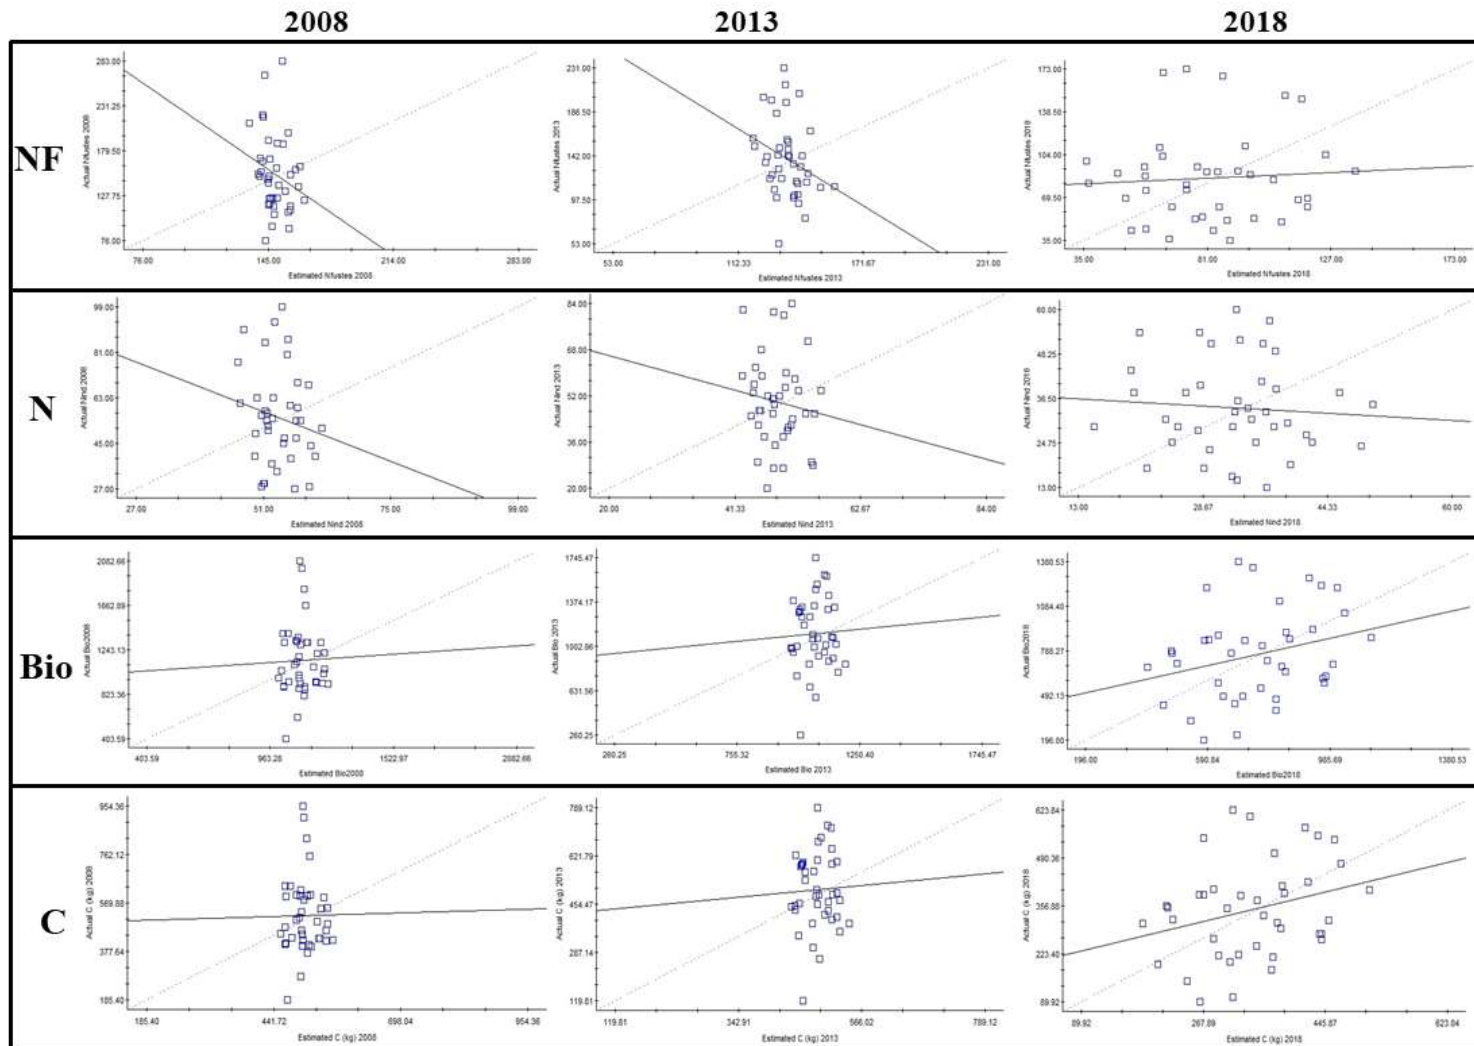 2008 2013 2018
NF
Actual Nfustes 2008
283.00
231.25
179.50
127.75
76.00
76.00 145.00 214.00 283.00
Estimated Nfustes 2008
Actual Nfustes 2013
231.00
186.50
142.00
97.50
53.00
53.00 112.33 171.67 231.00
Estimated Nfustes 2013
Actual Nfustes 2018
173.00
138.50
104.00
69.50
35.00
35.00 81.00 127.00 173.00
Estimated Nfustes 2018
N
Actual Nind 2008
99.00
81.00
63.00
45.00
27.00
27.00 51.00 75.00 99.00
Estimated Nind 2008
Actual Nind 2013
84.00
68.00
52.00
36.00
20.00
20.00 41.33 62.67 84.00
Estimated Nind 2013
Actual Nind 2018
60.00
48.25
36.50
24.75
13.00
13.00 28.67 44.33 60.00
Estimated Nind 2018
Bio
Actual Bio2008
2082.66
1662.89
1243.13
823.36
403.59
403.59 963.28 1522.97 2082.66
Estimated Bio2008
Actual Bio 2013
1745.47
1374.17
1002.86
631.56
260.25
260.25 755.32 1250.40 1745.47
Estimated Bio 2013
Actual Bio2018
1380.53
1084.40
788.27
492.13
196.00
196.00 590.84 985.69 1380.53
Estimated Bio2018
C
Actual C (kg) 2008
954.36
762.12
569.88
377.64
185.40
185.40 441.72 698.04 954.36
Estimated C (kg) 2008
Actual C (kg) 2013
789.12
621.79
454.47
287.14
119.81
119.81 342.91 566.02 789.12
Estimated C (kg) 2013
Actual C (kg) 2018
623.84
490.36
356.88
223.40
89.92
89.92 267.89 445.87 623.84
Estimated C (kg) 2018